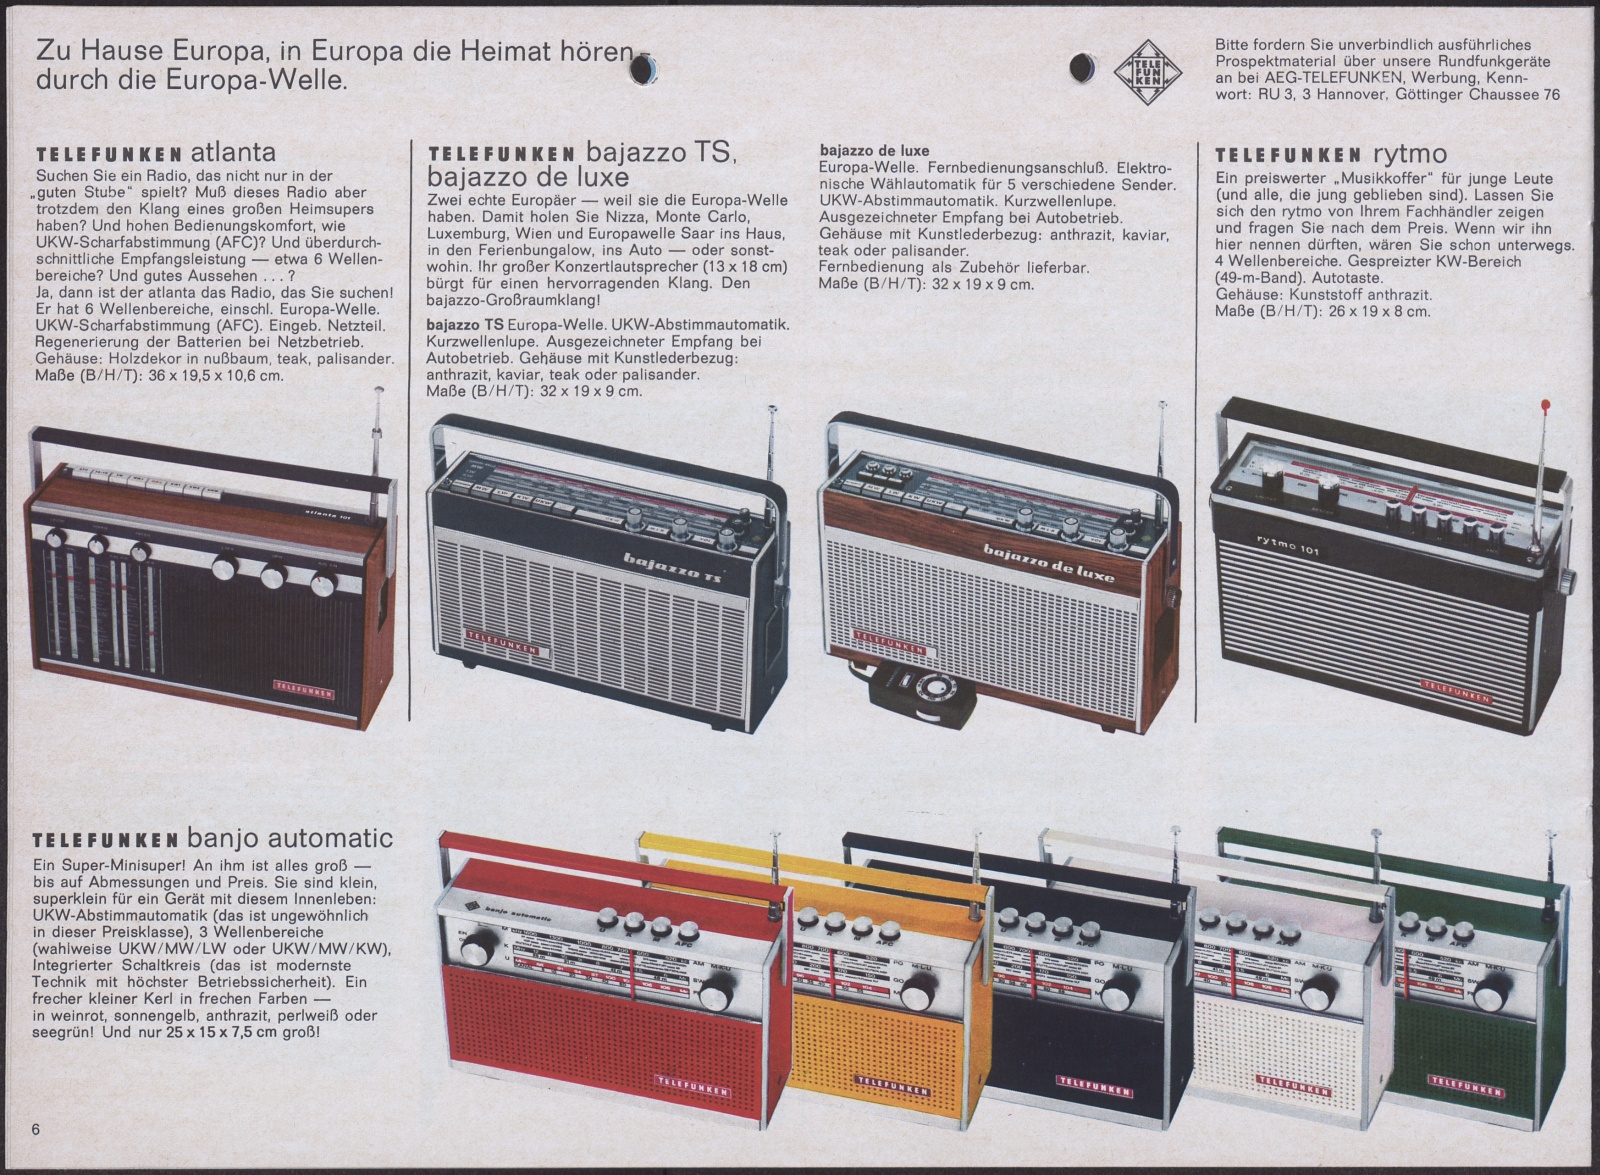 Zu Hause Europa, in Europa die Heimat hören
durch die Europa-Welle.
TELE
FUN
KEN
Bitte fordern Sie unverbindlich ausführliches
Prospektmaterial über unsere Rundfunkgeräte
an bei AEG-TELEFUNKEN, Werbung, Kenn-
wort: RU 3, 3 Hannover, Göttinger Chaussee 76
TELEFUNKEN atlanta
Suchen Sie ein Radio, das nicht nur in der
„guten Stube" spielt? Muß dieses Radio aber
trotzdem den Klang eines großen Heimsupers
haben? Und hohen Bedienungskomfort, wie
UKW-Scharfabstimmung (AFC)? Und überdurch-
schnittliche Empfangsleistung — etwa 6 Wellen-
bereiche? Und gutes Aussehen . . . ?
Ja, dann ist der atlanta das Radio, das Sie suchen!
Er hat 6 Wellenbereiche, einschl. Europa-Welle.
UKW-Scharfabstimmung (AFC). Eingeb. Netzteil.
Regenerierung der Batterien bei Netzbetrieb.
Gehäuse: Holzdekor in nußbaum, teak, palisander.
Maße (B/H/T): 36 x 19,5 x 10,6 cm.
TELEFUNKEN bajazzo TS,
bajazzo de luxe
Zwei echte Europäer — weil sie die Europa-Welle
haben. Damit holen Sie Nizza, Monte Carlo,
Luxemburg, Wien und Europawelle Saar ins Haus,
in den Ferienbungalow, ins Auto — oder sonst-
wohin. Ihr großer Konzertlautsprecher (13 x 18 cm)
bürgt für einen hervorragenden Klang. Den
bajazzo-Großraumklang!
bajazzo TS Europa-Welle. UKW-Abstimmautomatik.
Kurzwellenlupe. Ausgezeichneter Empfang bei
Autobetrieb. Gehäuse mit Kunstlederbezug:
anthrazit, kaviar, teak oder palisander.
Maße (B/H/T): 32 x 19 x 9 cm.
bajazzo de luxe
Europa-Welle. Fernbedienungsanschluß. Elektro-
nische Wählautomatik für 5 verschiedene Sender.
UKW-Abstimmautomatik. Kurzwellenlupe.
Ausgezeichneter Empfang bei Autobetrieb.
Gehäuse mit Kunstlederbezug: anthrazit, kaviar,
teak oder palisander.
Fernbedienung als Zubehör lieferbar.
Maße (B/H/T): 32 x 19 x 9 cm.
TELEFUNKEN rytmo
Ein preiswerter „Musikkoffer" für junge Leute
(und alle, die jung geblieben sind). Lassen Sie
sich den rytmo von Ihrem Fachhändler zeigen
und fragen Sie nach dem Preis. Wenn wir ihn
hier nennen dürften, wären Sie schon unterwegs.
4 Wellenbereiche. Gespreizter KW-Bereich
(49-m-Band). Autotaste.
Gehäuse: Kunststoff anthrazit.
Maße (B/H/T): 26 x 19 x 8 cm.
atlanta 101
TELEFUNKEN
bajazzo TS
TELEFUNKEN
bajazzo de luxe
TELEFUNKEN
rytmo 101
TELEFUNKEN
TELEFUNKEN banjo automatic
Ein Super-Minisuper! An ihm ist alles groß —
bis auf Abmessungen und Preis. Sie sind klein,
superklein für ein Gerät mit diesem Innenleben:
UKW-Abstimmautomatik (das ist ungewöhnlich
in dieser Preisklasse), 3 Wellenbereiche
(wahlweise UKW/MW/LW oder UKW/MW/KW),
Integrierter Schaltkreis (das ist modernste
Technik mit höchster Betriebssicherheit). Ein
frecher kleiner Kerl in frechen Farben —
in weinrot, sonnengelb, anthrazit, perlweiß oder
seegrün! Und nur 25 x 15 x 7,5 cm groß!
banjo automatic
AFC
AFC
AFC
AFC
AFC
TELEFUNKEN
TELEFUNKEN
TELEFUNKEN
TELEFUNKEN
TELEFUNKEN
6